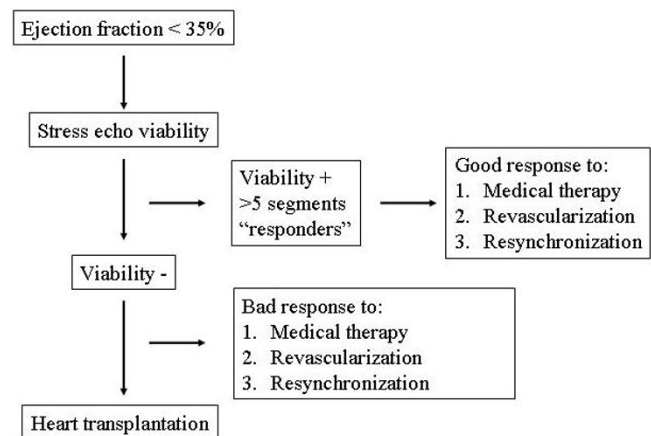 Ejection fraction < 35%
Stress echo viability
Viability +
>5 segments
“responders”
Good response to:
1. Medical therapy
2. Revascularization
3. Resynchronization
Viability -
Bad response to:
1. Medical therapy
2. Revascularization
3. Resynchronization
Heart transplantation